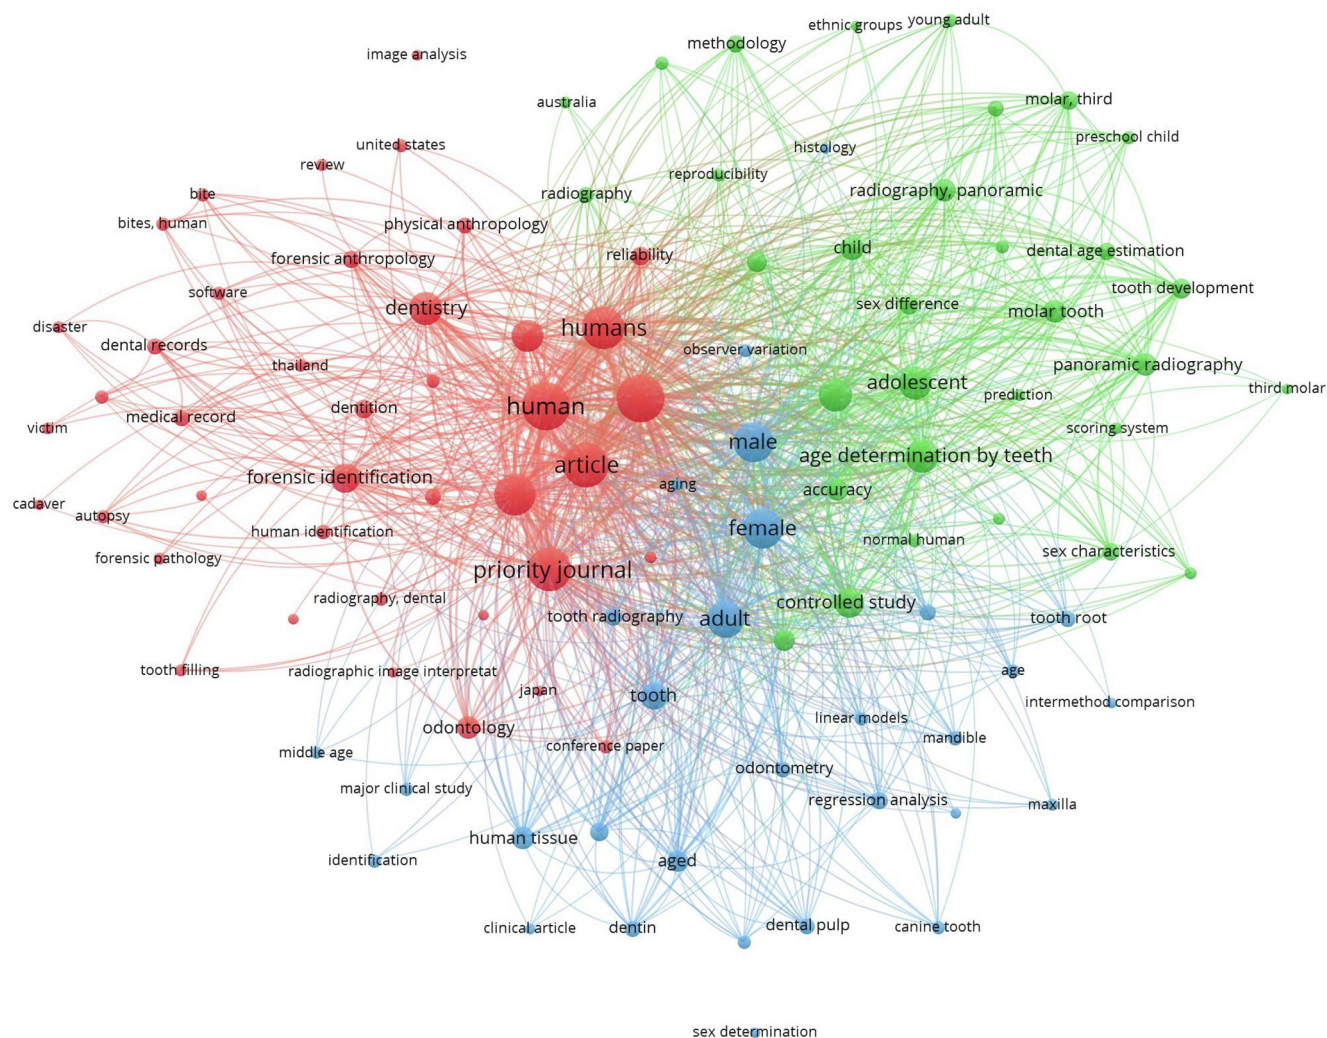 ethnic groups
young adult
methodology
image analysis
australia
molar, third
preschool child
united states
histology
review
reproducibility
radiography, panoramic
bite
radiography
bites, human
physical anthropology
reliability
child
dental age estimation
forensic anthropology
tooth development
software
dentistry
sex difference
molar tooth
disaster
humans
dental records
observer variation
thailand
panoramic radiography
adolescent
third molar
prediction
human
dentition
medical record
victim
scoring system
male
age determination by teeth
article
forensic identification
aging
accuracy
cadaver
autopsy
human identification
female
normal human
sex characteristics
forensic pathology
priority journal
radiography, dental
controlled study
tooth radiography
adult
tooth root
tooth filling
radiographic image interpretat
age
japan
tooth
intermethod comparison
linear models
odontology
mandible
middle age
conference paper
odontometry
major clinical study
regression analysis
maxilla
human tissue
identification
aged
clinical article
dentin
dental pulp
canine tooth
sex determination